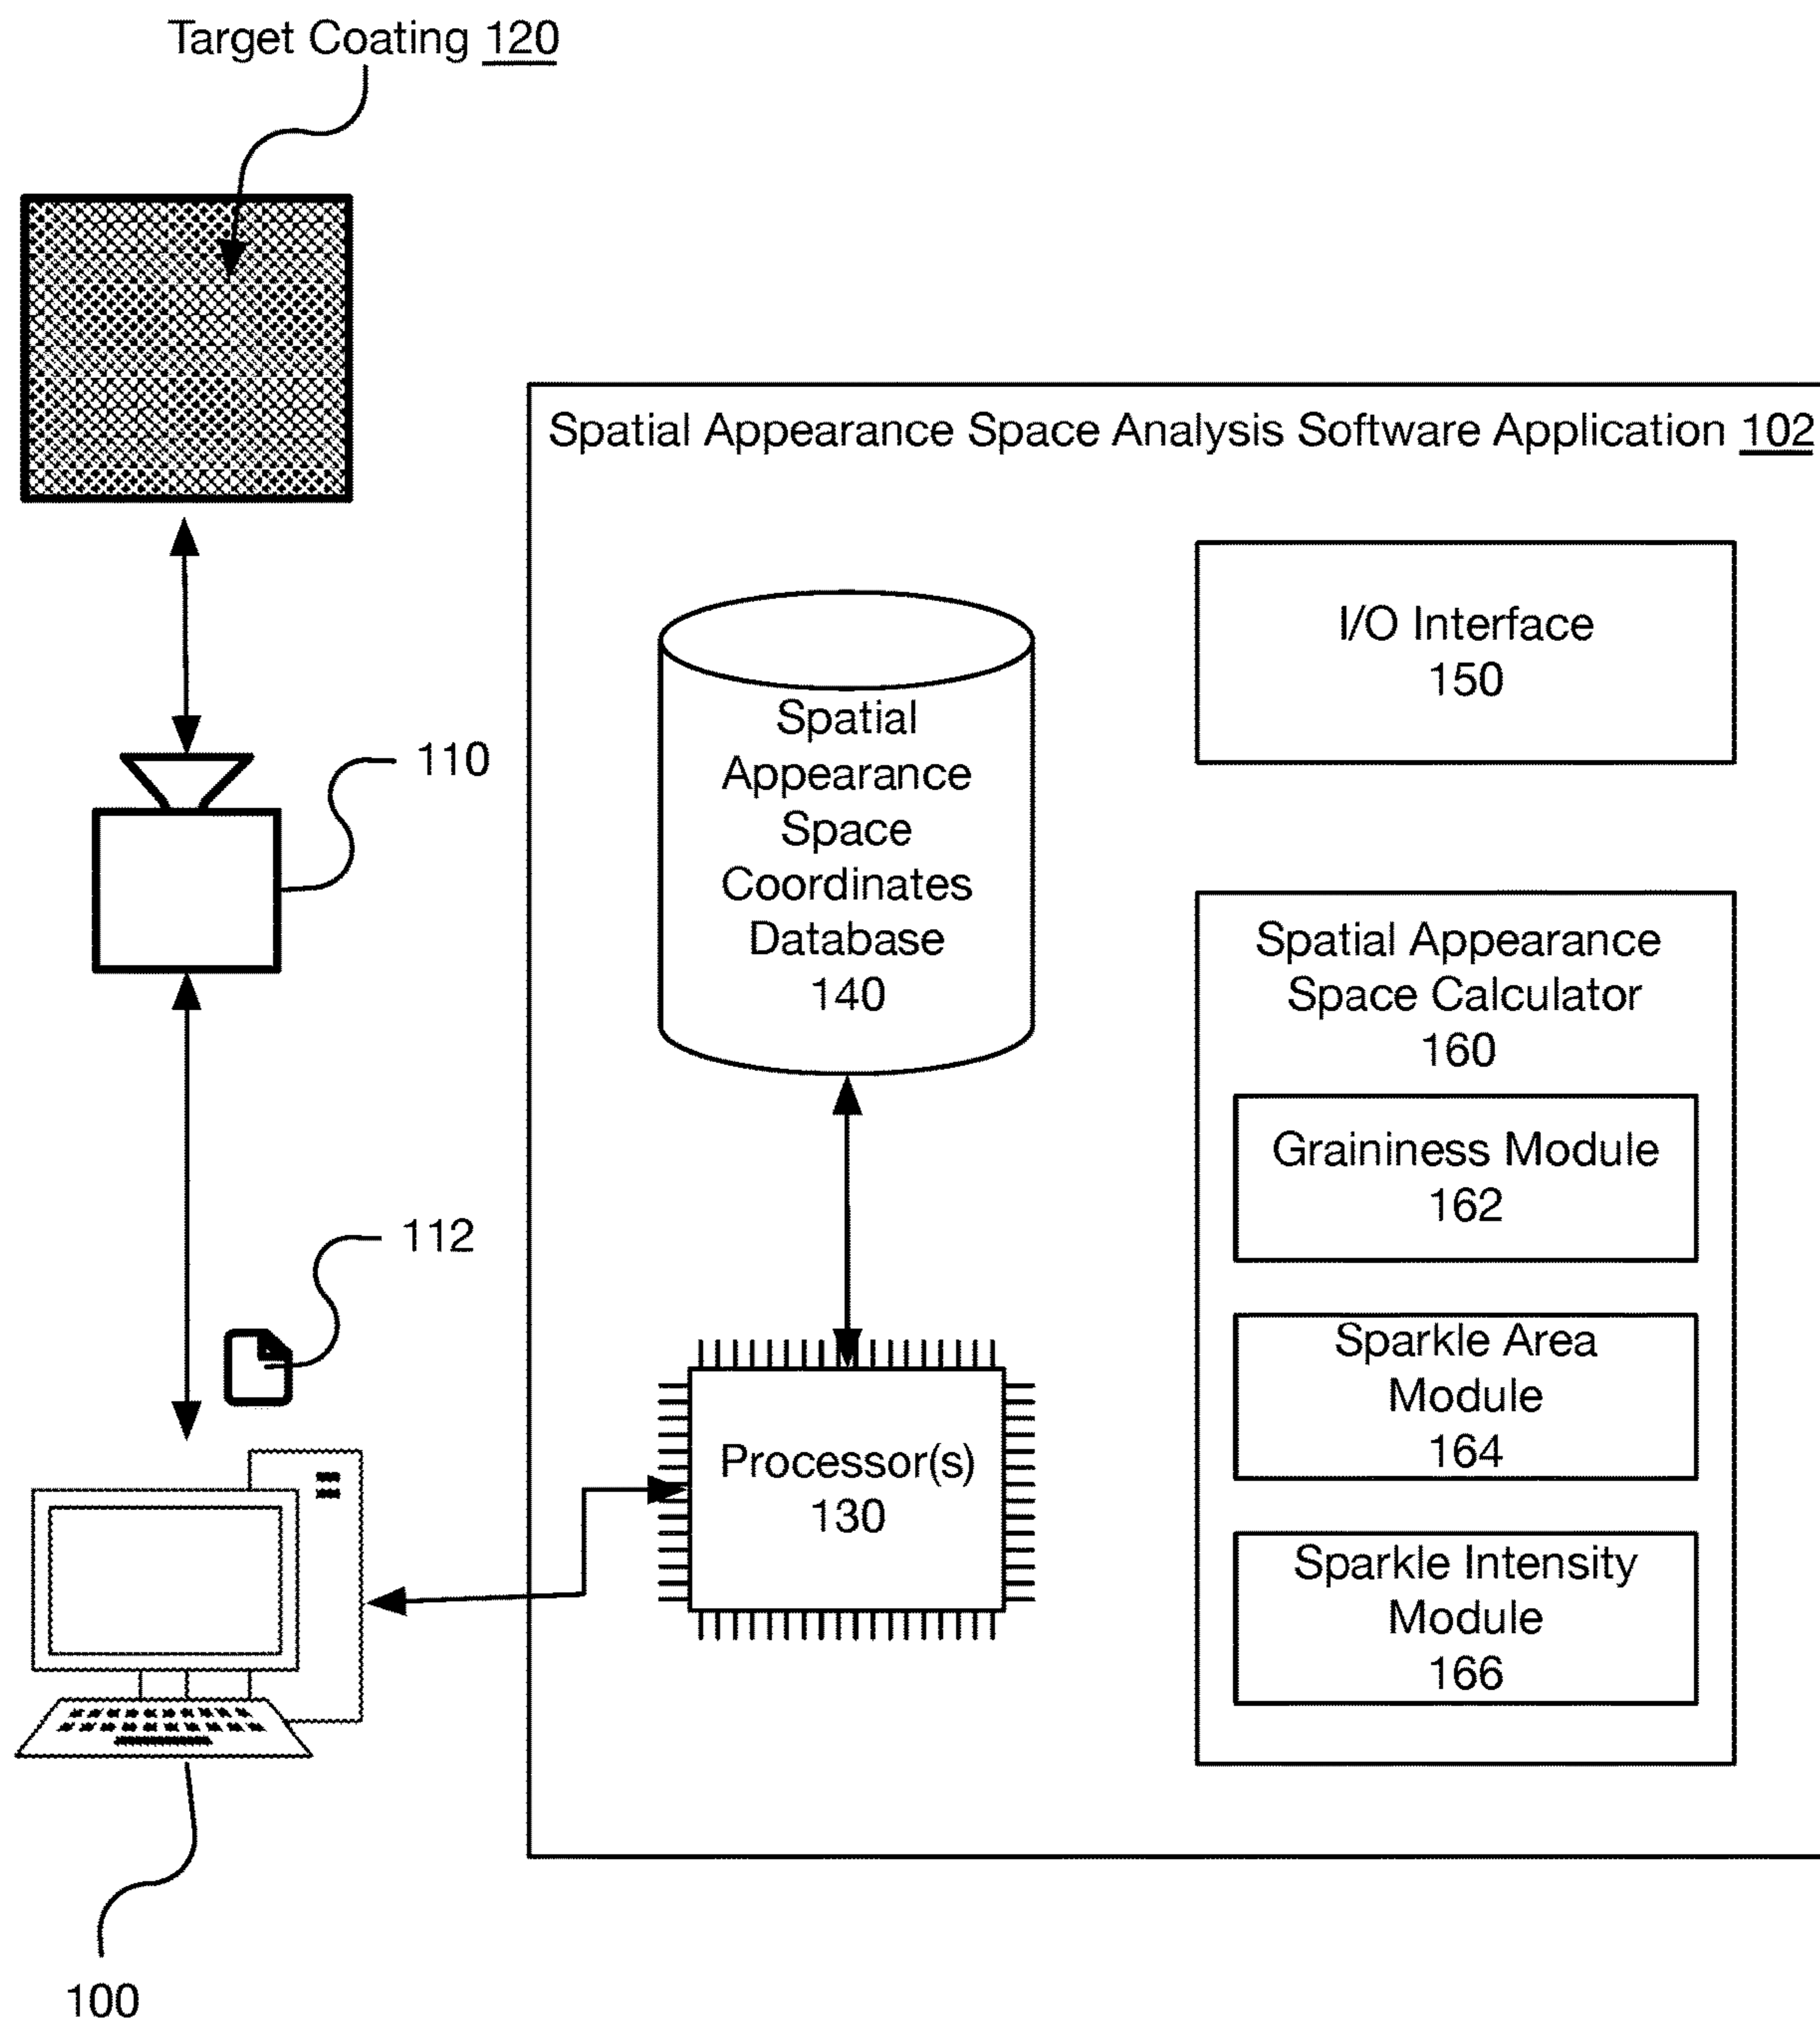 Target Coating 120
Spatial Appearance Space Analysis Software Application 102
I/O Interface
150
Spatial
Appearance
Space
Coordinates
Database
140
110
Spatial Appearance
Space Calculator
160
Graininess Module
162
112
Sparkle Area
Module
164
Processor(s)
130
Sparkle Intensity
Module
166
100